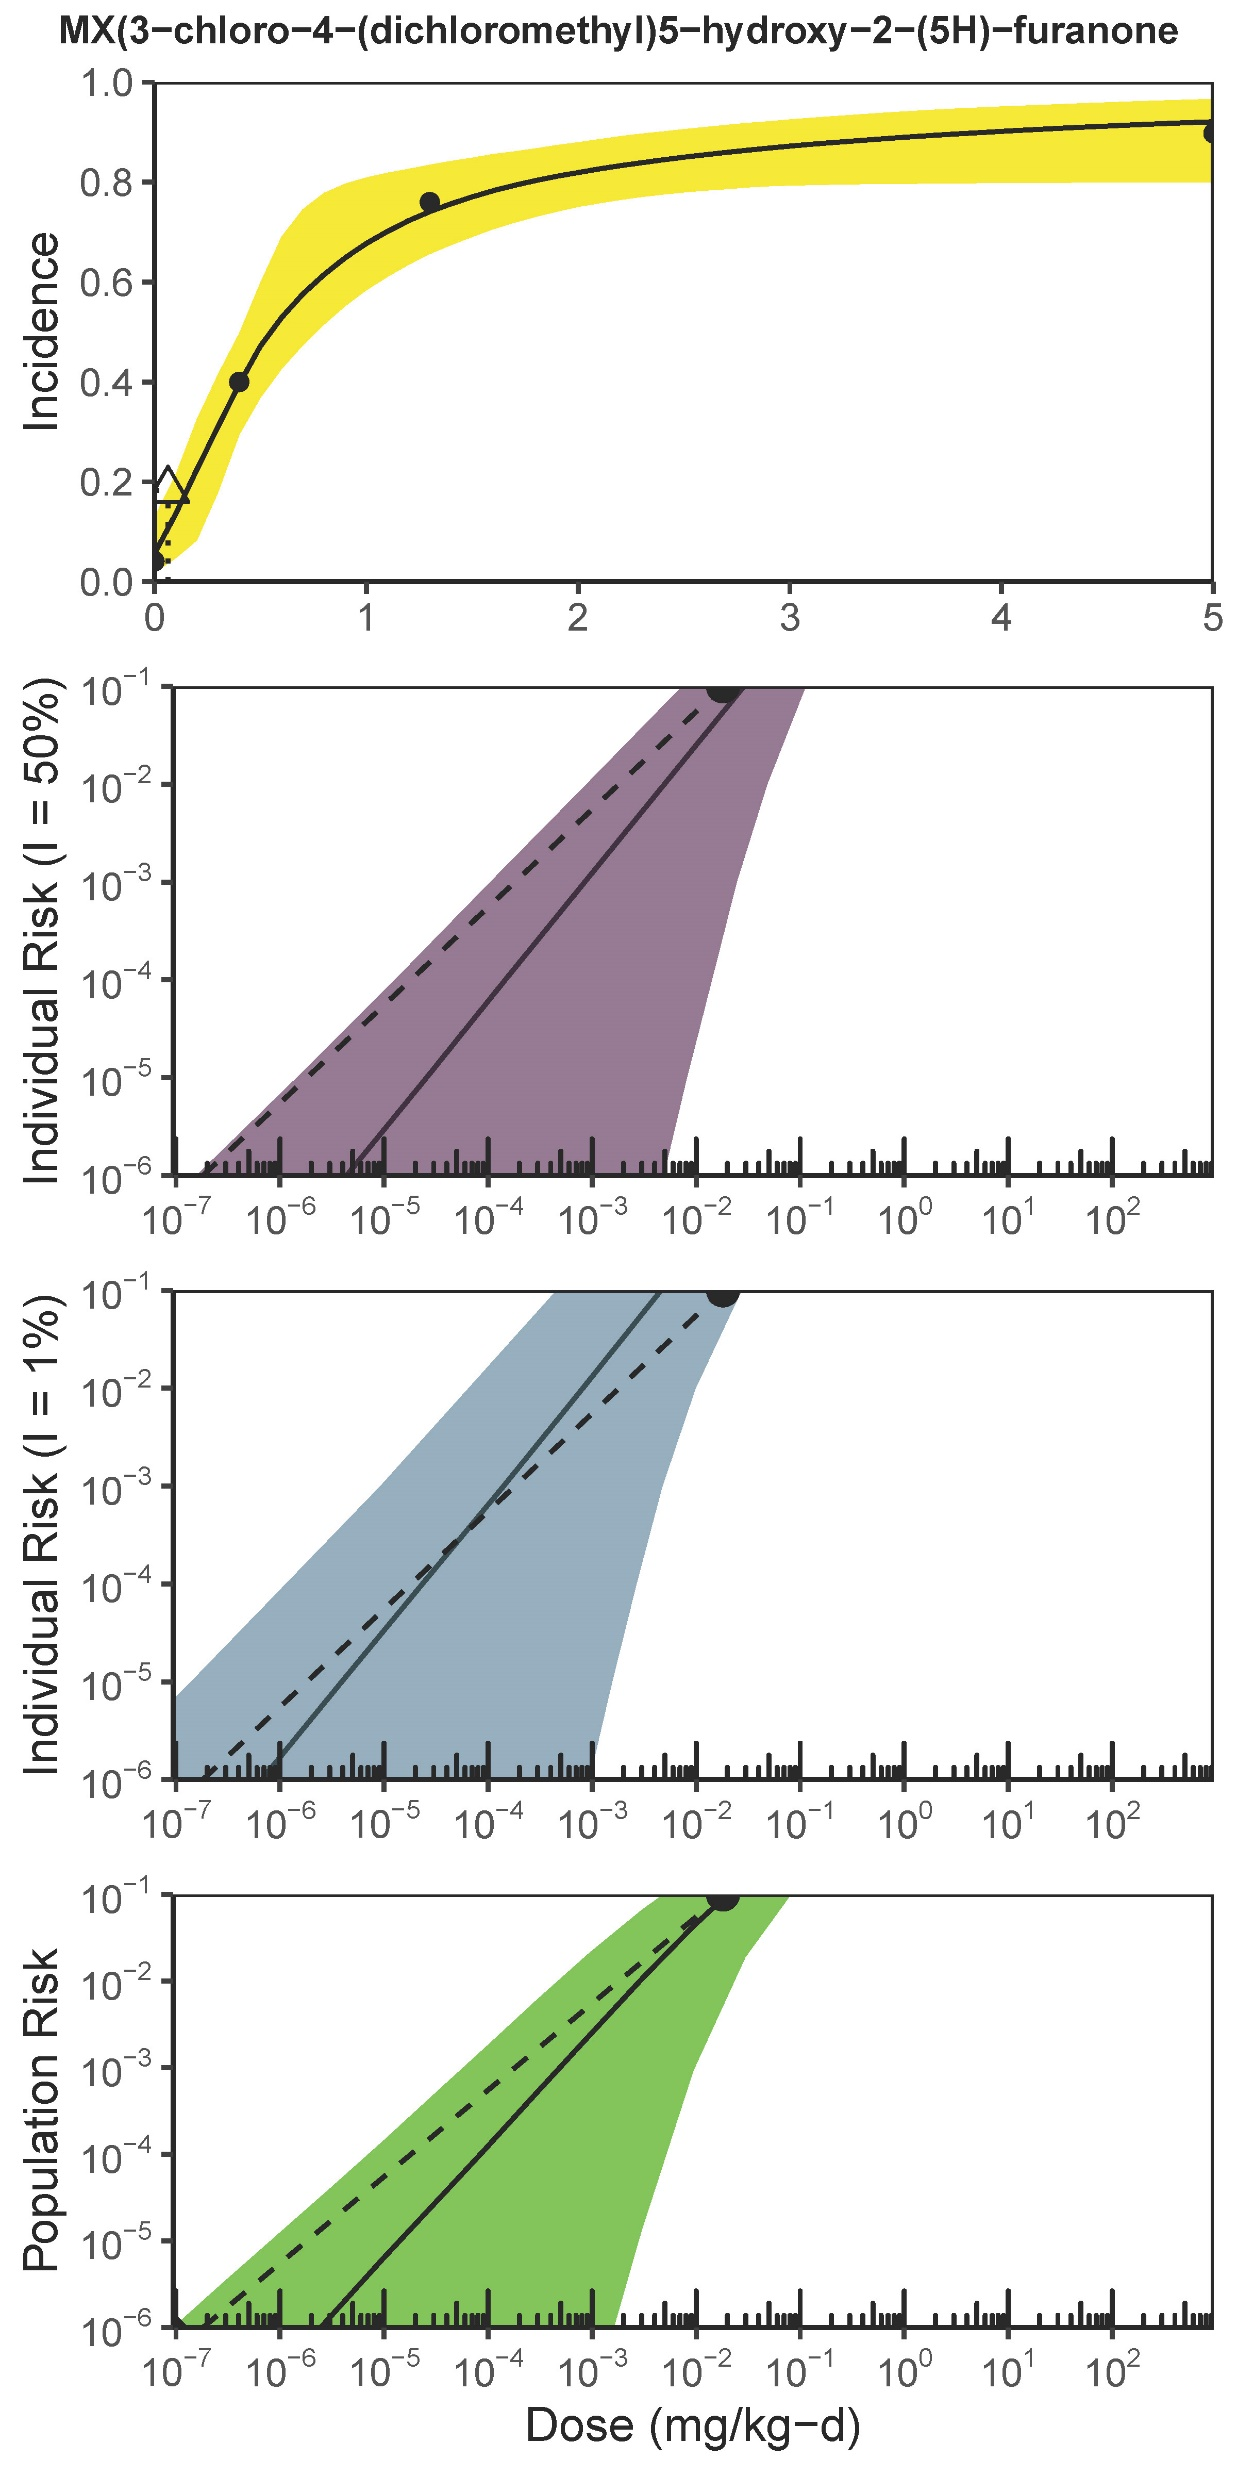 MX(3−chloro−4−(dichloromethyl)5−hydroxy−2−(5H)−furanone
Incidence
1.0
0.8
0.6
0.4
0.2
0.0
0 1 2 3 4 5
Individual Risk (I = 50%)
10⁻¹
10⁻²
10⁻³
10⁻⁴
10⁻⁵
10⁻⁶
10⁻⁷ 10⁻⁶ 10⁻⁵ 10⁻⁴ 10⁻³ 10⁻² 10⁻¹ 10⁰ 10¹ 10²
Individual Risk (I = 1%)
10⁻¹
10⁻²
10⁻³
10⁻⁴
10⁻⁵
10⁻⁶
10⁻⁷ 10⁻⁶ 10⁻⁵ 10⁻⁴ 10⁻³ 10⁻² 10⁻¹ 10⁰ 10¹ 10²
Population Risk
10⁻¹
10⁻²
10⁻³
10⁻⁴
10⁻⁵
10⁻⁶
10⁻⁷ 10⁻⁶ 10⁻⁵ 10⁻⁴ 10⁻³ 10⁻² 10⁻¹ 10⁰ 10¹ 10²
Dose (mg/kg−d)